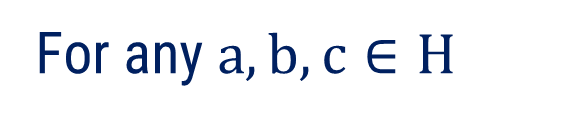 For any a, b, c ∈ H